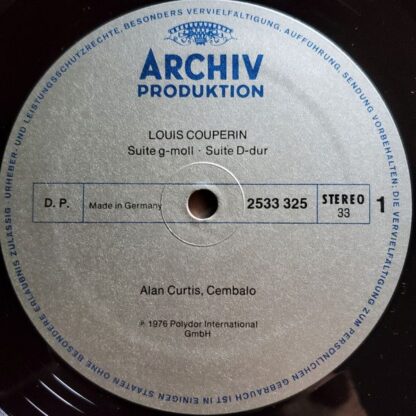 ARCHIV
PRODUKTION
LOUIS COUPERIN
Suite g-moll · Suite D-dur
D. P.
Made in Germany
2533 325
STEREO
33
1
Alan Curtis, Cembalo
℗ 1976 Polydor International
GmbH
URHEBER- UND LEISTUNGSSCHUTZRECHTE, BESONDERS VERVIELFÄLTIGUNG, AUFFÜHRUNG, SENDUNG VORBEHALTEN; DIE VERVIELFÄLTIGUNG ZUM PERSÖNLICHEN GEBRAUCH IST IN EINIGEN STAATEN OHNE BESONDERE ERLAUBNIS ZULÄSSIG